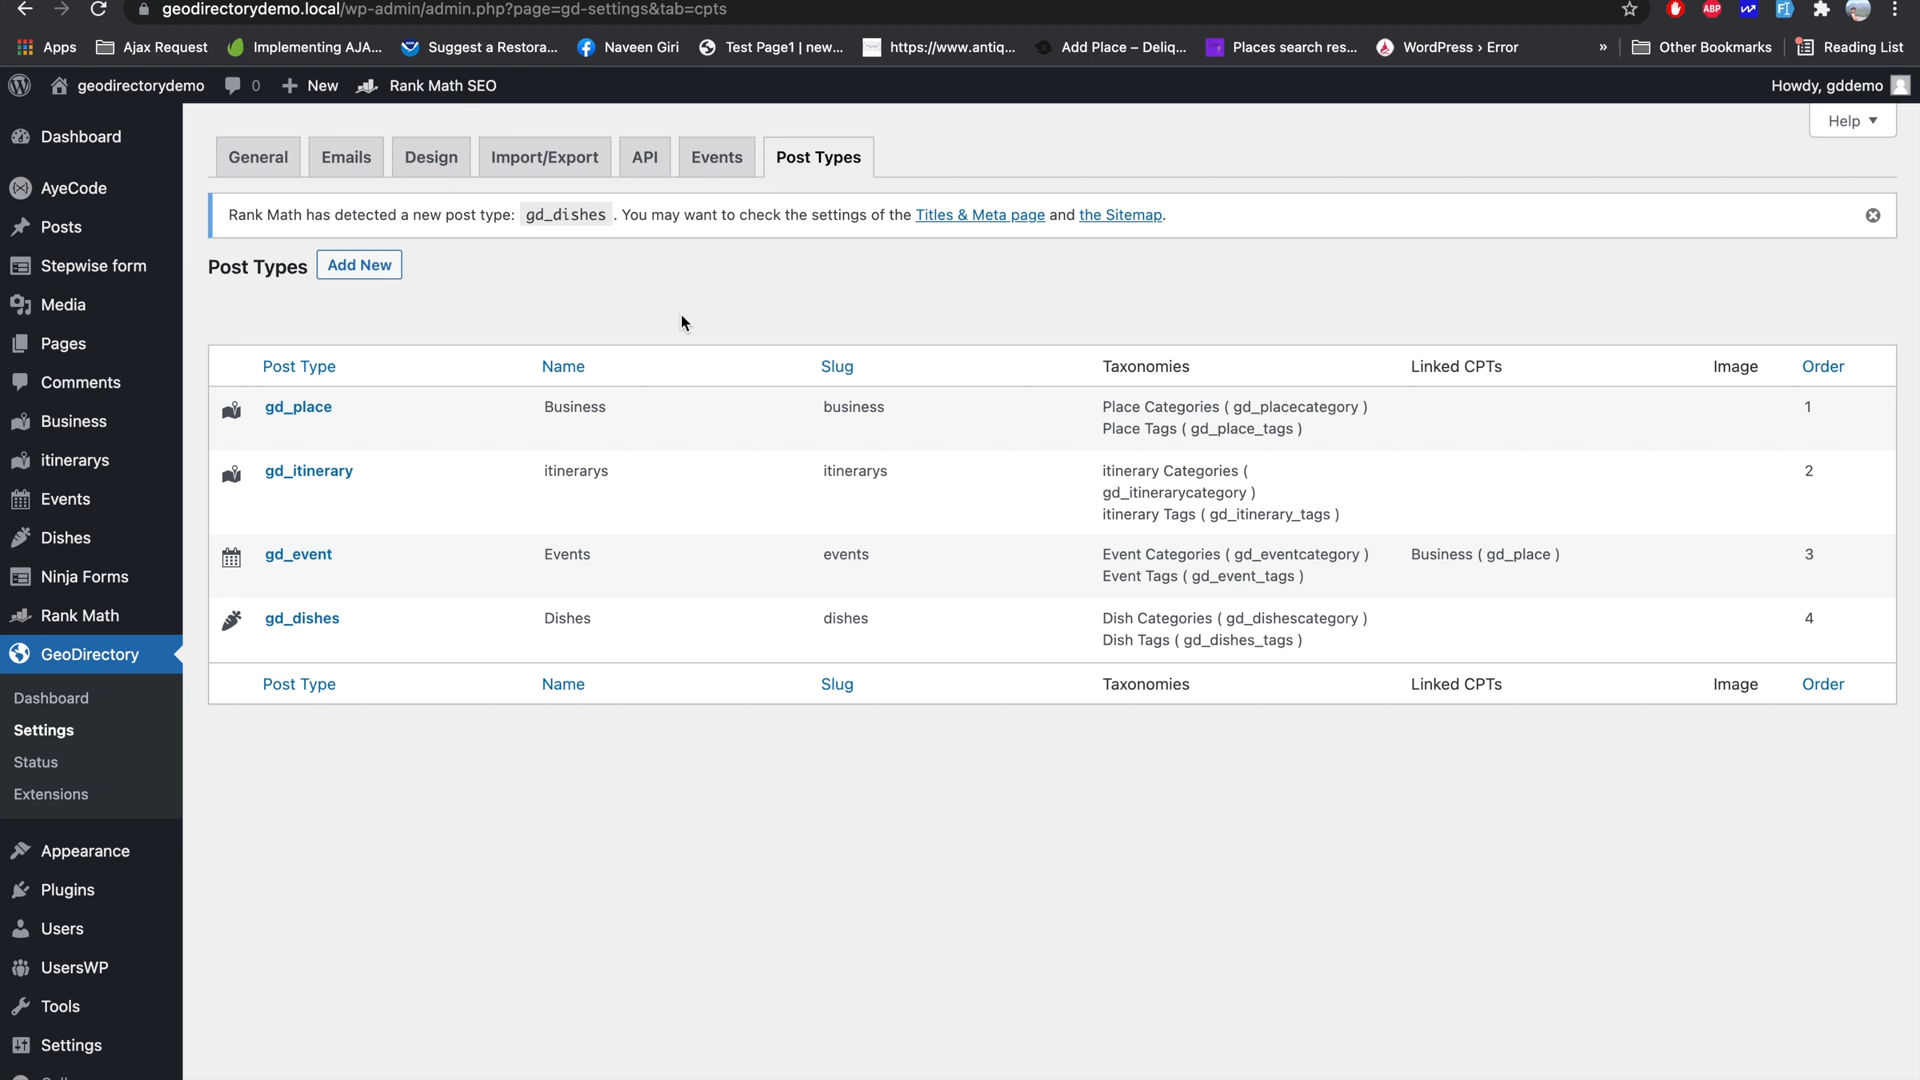 geodirectorydemo.local/wp-admin/admin.php?page=gd-settings&tab=cpts
ABP
Apps Ajax Request Implementing AJA... Suggest a Restora... Naveen Giri Test Page1 | new... https://www.antiq... Add Place – Deliq... Places search res... WordPress › Error » Other Bookmarks Reading List
geodirectorydemo 0 New Rank Math SEO Howdy, gddemo
Help
Dashboard
AyeCode
Posts
Stepwise form
Media
Pages
Comments
Business
itinerarys
Events
Dishes
Ninja Forms
Rank Math
GeoDirectory
Dashboard
Settings
Status
Extensions
Appearance
Plugins
Users
UsersWP
Tools
Settings
General Emails Design Import/Export API Events Post Types
Rank Math has detected a new post type: gd_dishes . You may want to check the settings of the Titles & Meta page and the Sitemap.
Post Types Add New
Post Type Name Slug Taxonomies Linked CPTs Image Order
gd_place Business business Place Categories ( gd_placecategory ) 1
Place Tags ( gd_place_tags )
gd_itinerary itinerarys itinerarys itinerary Categories ( 2
gd_itinerarycategory )
itinerary Tags ( gd_itinerary_tags )
gd_event Events events Event Categories ( gd_eventcategory ) Business ( gd_place ) 3
Event Tags ( gd_event_tags )
gd_dishes Dishes dishes Dish Categories ( gd_dishescategory ) 4
Dish Tags ( gd_dishes_tags )
Post Type Name Slug Taxonomies Linked CPTs Image Order